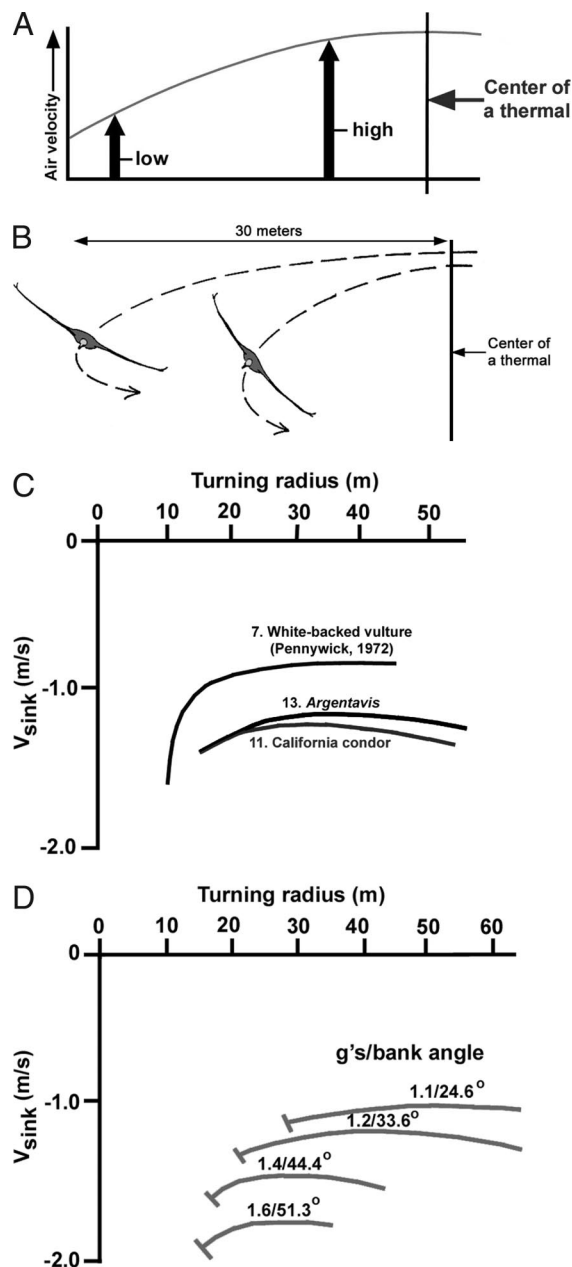 A
Air velocity
low
high
Center of
a thermal
B
30 meters
Center of
a thermal
C
Turning radius (m)
0 10 20 30 40 50
0
-1.0
-2.0
Vsink (m/s)
7. White-backed vulture
(Pennywick, 1972)
13. Argentavis
11. California condor
D
Turning radius (m)
0 10 20 30 40 50 60
0
-1.0
-2.0
Vsink (m/s)
g's/bank angle
1.1/24.6°
1.2/33.6°
1.4/44.4°
1.6/51.3°